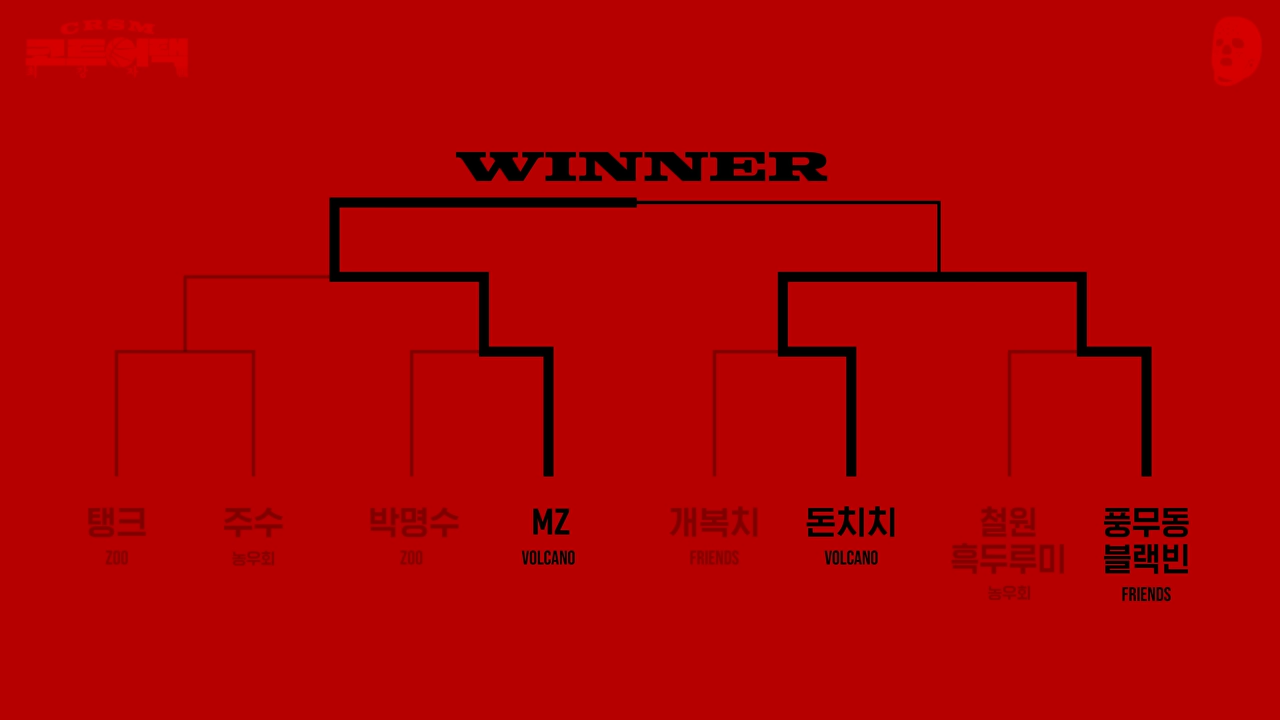 CRSM
코트어택
WINNER
탱크
ZOO
주수
농우회
박명수
ZOO
MZ
VOLCANO
개복치
FRIENDS
돈치치
VOLCANO
철원
흑두루미
농우회
풍무동
블랙빈
FRIENDS